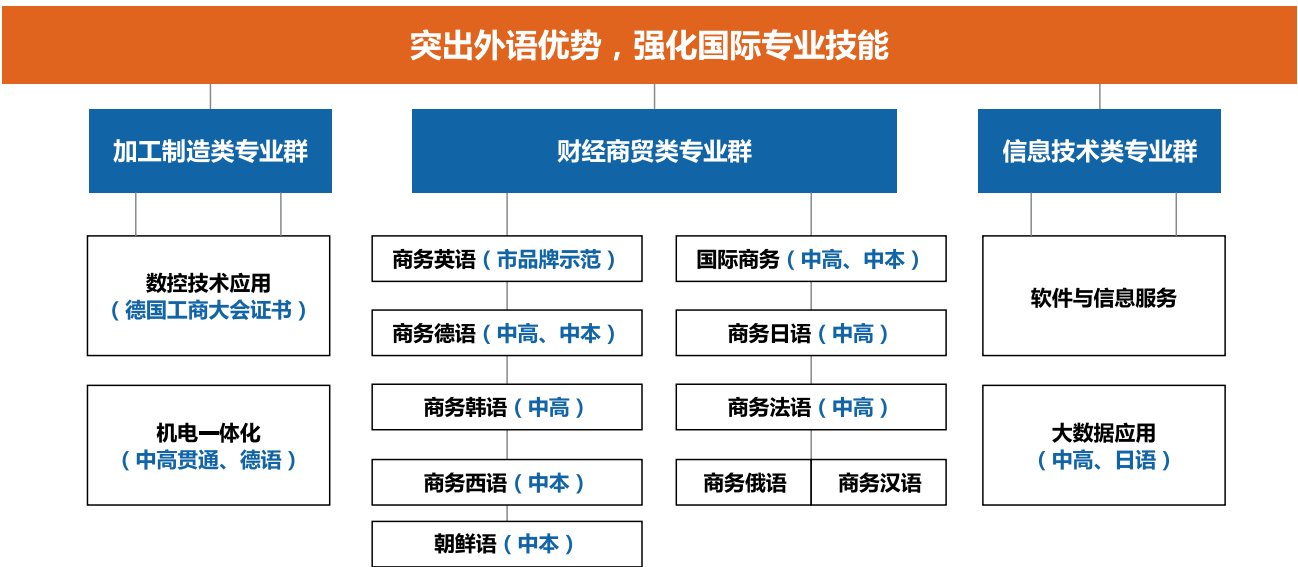 突出外语优势，强化国际专业技能
加工制造类专业群
财经商贸类专业群
信息技术类专业群
数控技术应用
（德国工商大会证书）
机电一体化
（中高贯通、德语）
商务英语（市品牌示范）
商务德语（中高、中本）
商务韩语（中高）
商务西语（中本）
朝鲜语（中本）
国际商务（中高、中本）
商务日语（中高）
商务法语（中高）
商务俄语
商务汉语
软件与信息服务
大数据应用
（中高、日语）